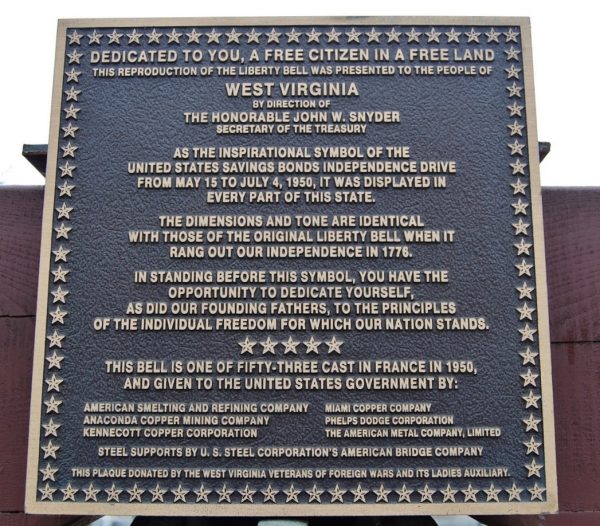 DEDICATED TO YOU, A FREE CITIZEN IN A FREE LAND
THIS REPRODUCTION OF THE LIBERTY BELL WAS PRESENTED TO THE PEOPLE OF
WEST VIRGINIA
BY DIRECTION OF
THE HONORABLE JOHN W. SNYDER
SECRETARY OF THE TREASURY
AS THE INSPIRATIONAL SYMBOL OF THE
UNITED STATES SAVINGS BONDS INDEPENDENCE DRIVE
FROM MAY 15 TO JULY 4, 1950, IT WAS DISPLAYED IN
EVERY PART OF THIS STATE.
THE DIMENSIONS AND TONE ARE IDENTICAL
WITH THOSE OF THE ORIGINAL LIBERTY BELL WHEN IT
RANG OUT OUR INDEPENDENCE IN 1776.
IN STANDING BEFORE THIS SYMBOL, YOU HAVE THE
OPPORTUNITY TO DEDICATE YOURSELF,
AS DID OUR FOUNDING FATHERS, TO THE PRINCIPLES
OF THE INDIVIDUAL FREEDOM FOR WHICH OUR NATION STANDS.
THIS BELL IS ONE OF FIFTY-THREE CAST IN FRANCE IN 1950,
AND GIVEN TO THE UNITED STATES GOVERNMENT BY:
AMERICAN SMELTING AND REFINING COMPANY
ANACONDA COPPER MINING COMPANY
KENNECOTT COPPER CORPORATION
MIAMI COPPER COMPANY
PHELPS DODGE CORPORATION
THE AMERICAN METAL COMPANY, LIMITED
STEEL SUPPORTS BY U. S. STEEL CORPORATION'S AMERICAN BRIDGE COMPANY
THIS PLAQUE DONATED BY THE WEST VIRGINIA VETERANS OF FOREIGN WARS AND ITS LADIES AUXILIARY.